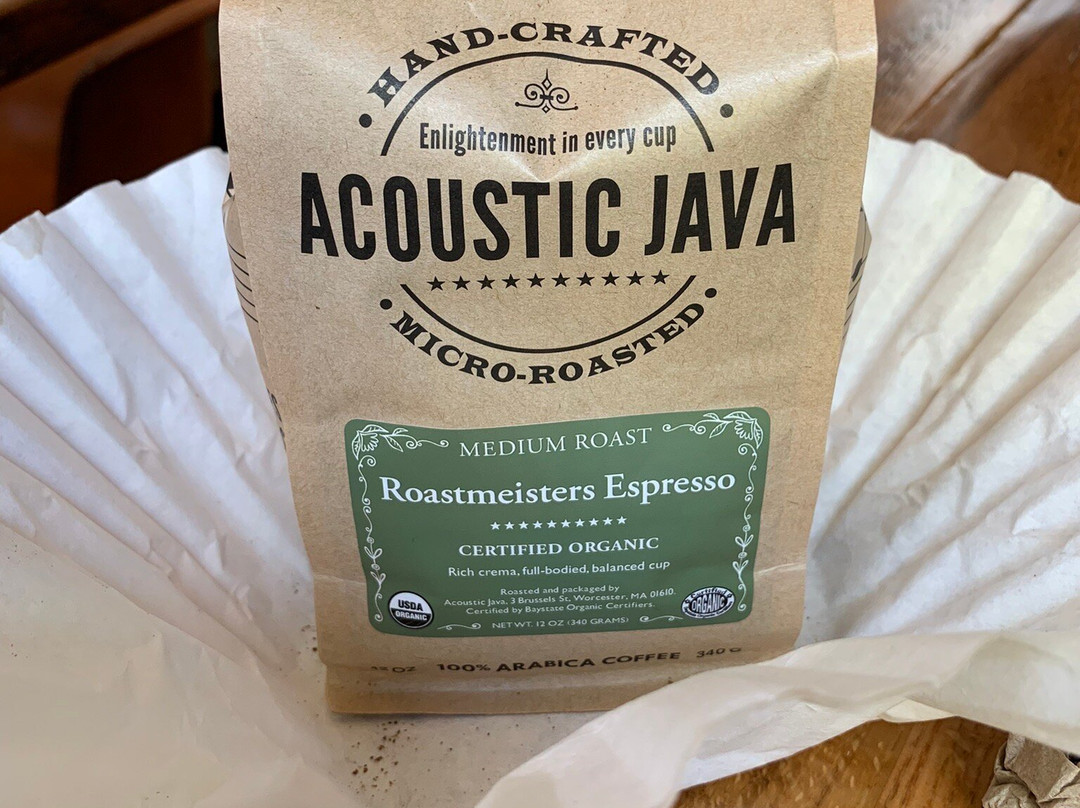 HAND-CRAFTED
Enlightenment in every cup
ACOUSTIC JAVA
MICRO-ROASTED
MEDIUM ROAST
Roastmeisters Espresso
CERTIFIED ORGANIC
Rich crema, full-bodied, balanced cup
Roasted and packaged by
Acoustic Java, 3 Brussels St, Worcester, MA 01610.
Certified by Baystate Organic Certifiers.
USDA
ORGANIC
Certified
ORGANIC
NET WT. 12 OZ (340 GRAMS)
OZ 100% ARABICA COFFEE 340 G